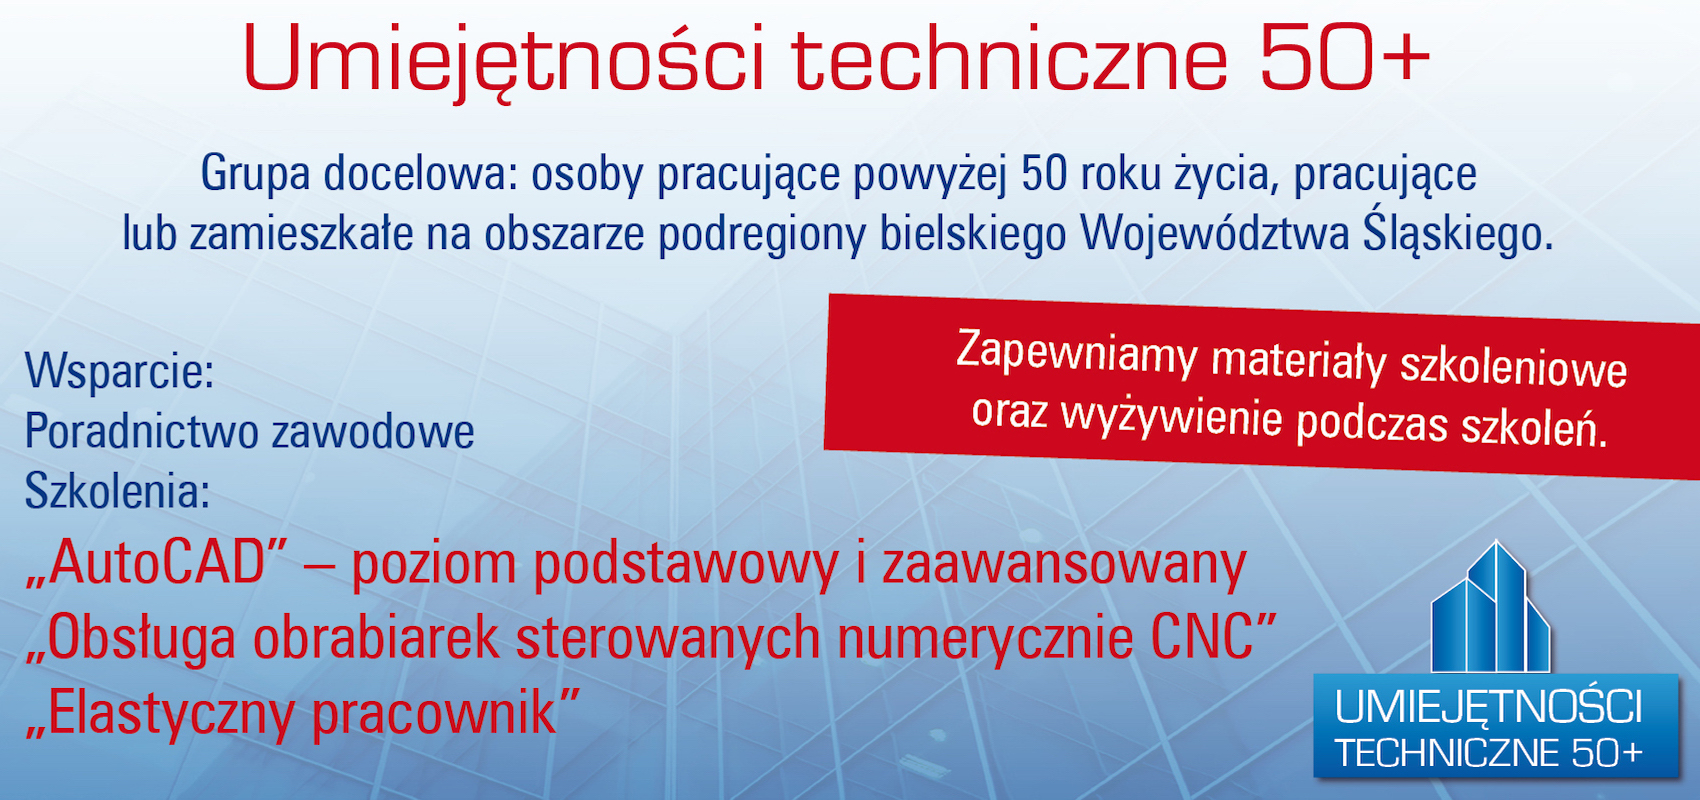 Umiejętności techniczne 50+
Grupa docelowa: osoby pracujące powyżej 50 roku życia, pracujące
lub zamieszkałe na obszarze podregiony bielskiego Województwa Śląskiego.
Zapewniamy materiały szkoleniowe
oraz wyżywienie podczas szkoleń.
Wsparcie:
Poradnictwo zawodowe
Szkolenia:
„AutoCAD” – poziom podstawowy i zaawansowany
„Obsługa obrabiarek sterowanych numerycznie CNC”
„Elastyczny pracownik”
UMIEJĘTNOŚCI
TECHNICZNE 50+